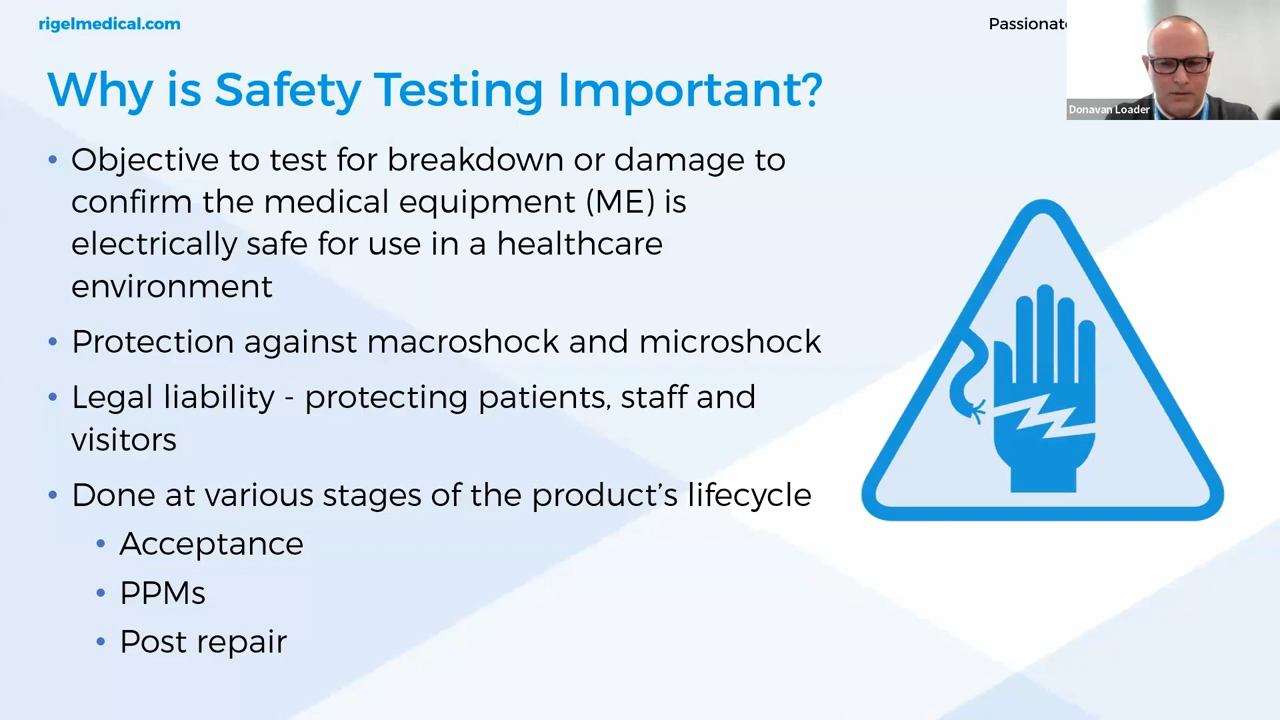 rigelmedical.com
Passionate
Donavan Loader
Why is Safety Testing Important?
• Objective to test for breakdown or damage to
confirm the medical equipment (ME) is
electrically safe for use in a healthcare
environment
• Protection against macroshock and microshock
• Legal liability - protecting patients, staff and
visitors
• Done at various stages of the product’s lifecycle
• Acceptance
• PPMs
• Post repair